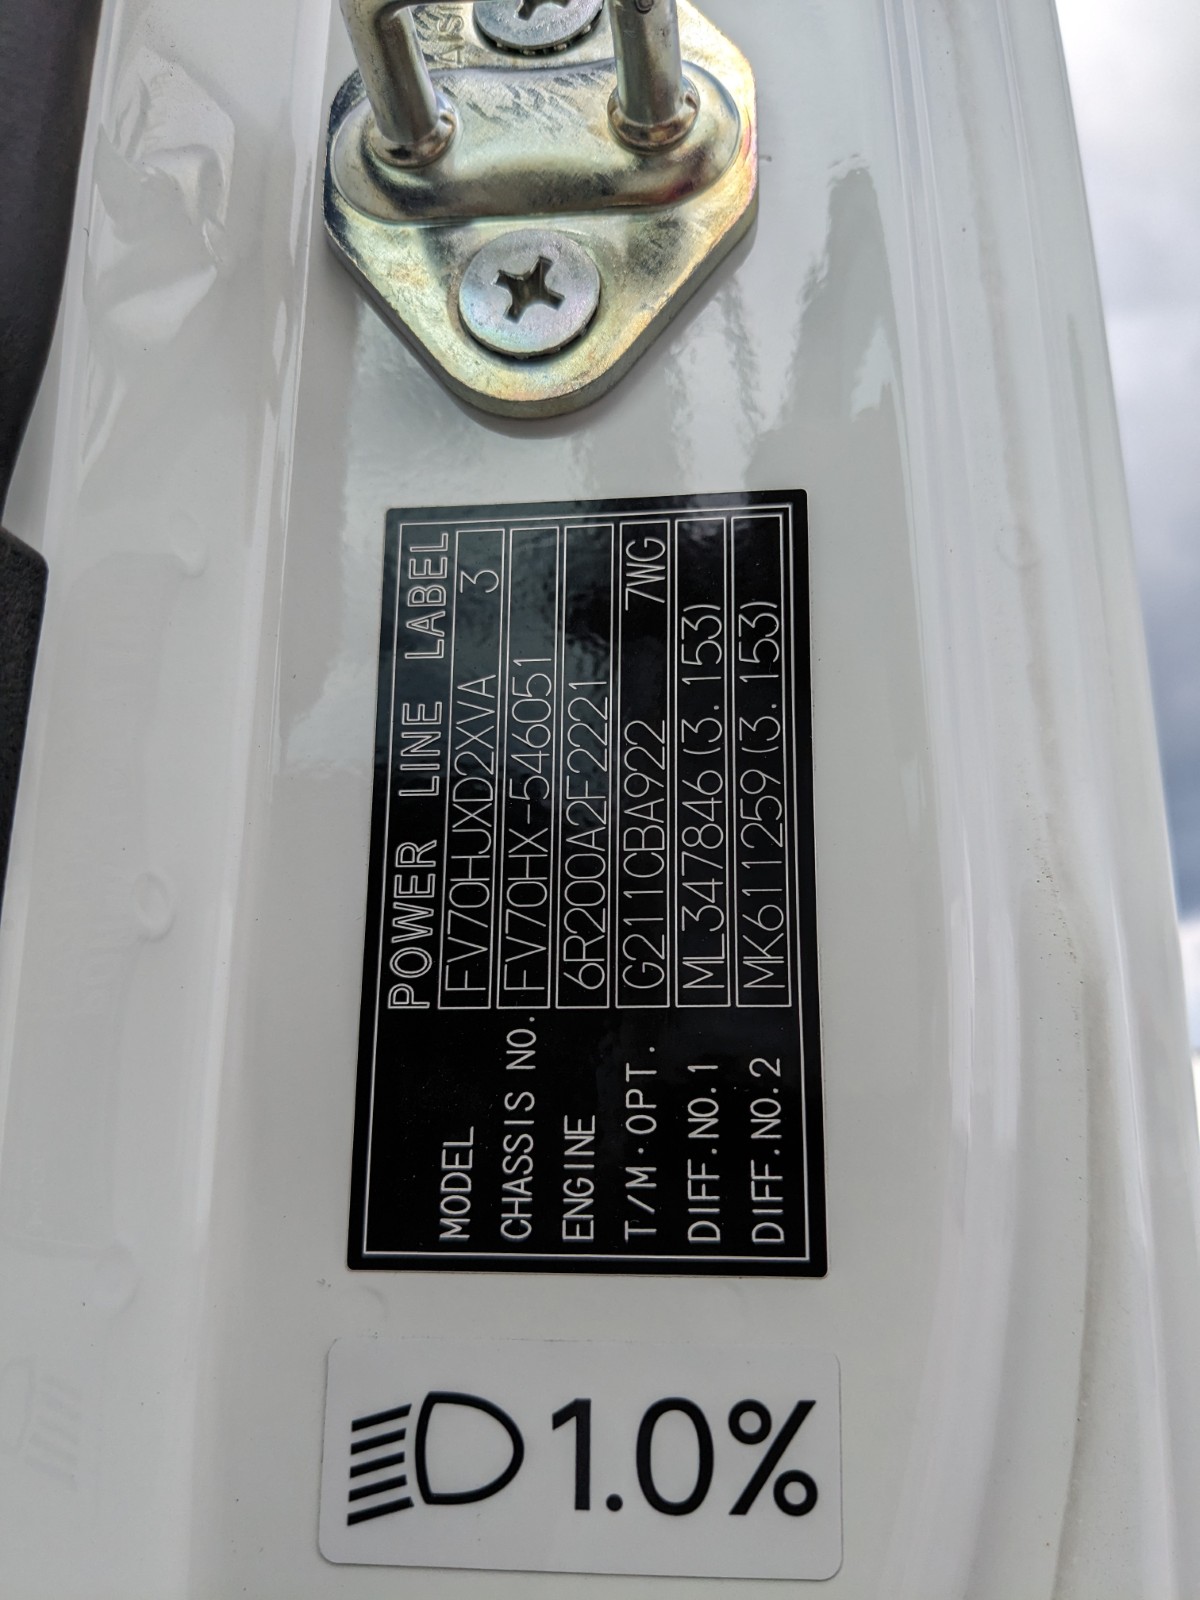 POWER LINE LABEL
MODEL FV70HJXD2XVA 3
CHASSIS NO. FV70HX-546051
ENGINE 6R200A2F2221
T/M·OPT. G211CBA922 7WG
DIFF.NO.1 ML347846(3.153)
DIFF.NO.2 MK611259(3.153)
1.0%